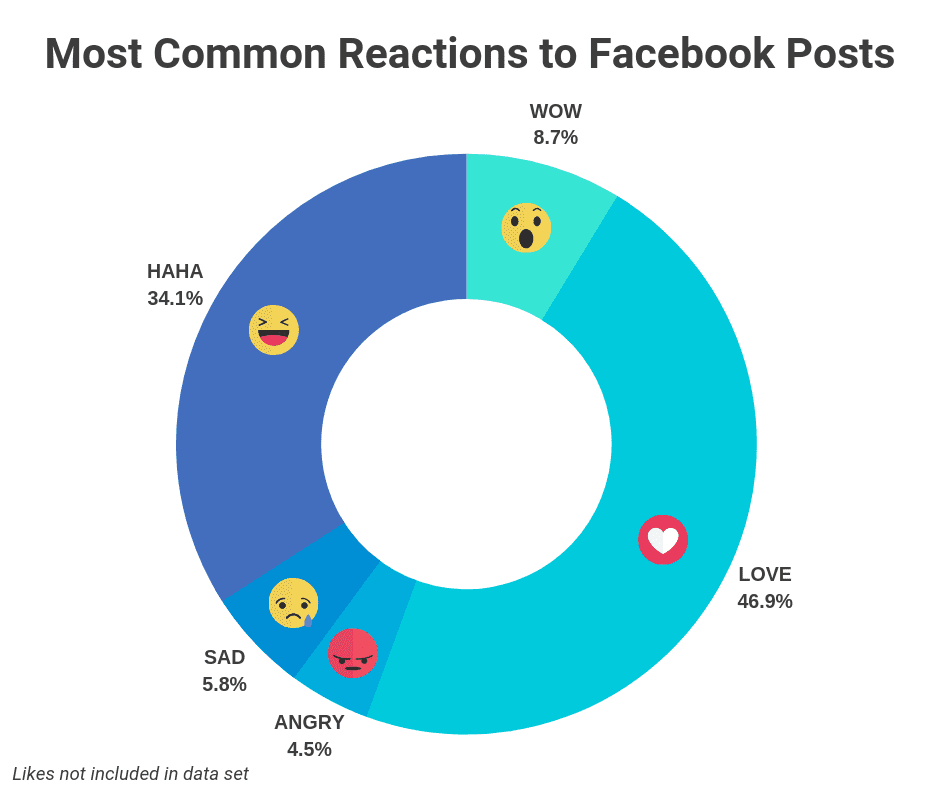 Most Common Reactions to Facebook Posts
WOW
8.7%
HAHA
34.1%
LOVE
46.9%
SAD
5.8%
ANGRY
4.5%
Likes not included in data set